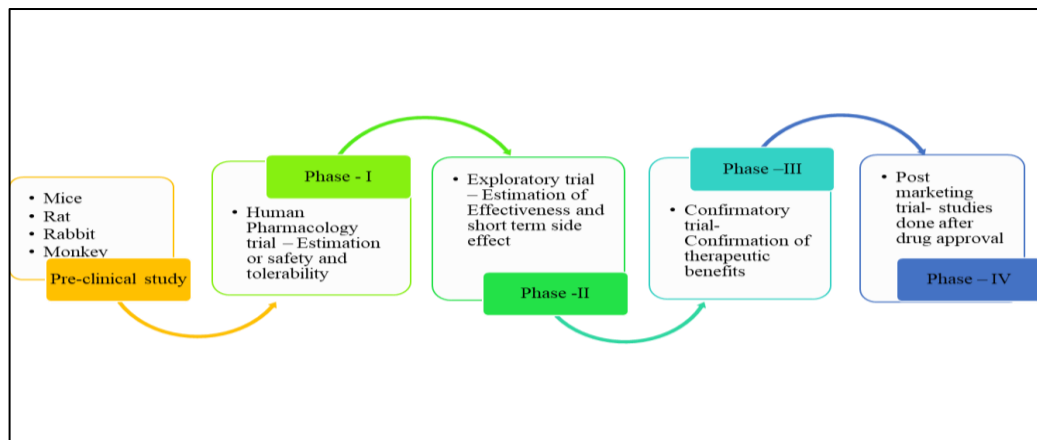 • Mice
• Rat
• Rabbit
• Monkey
Pre-clinical study
Phase - I
• Human
Pharmacology
trial – Estimation
or safety and
tolerability
• Exploratory trial
– Estimation of
Effectiveness and
short term side
effect
Phase -II
Phase –III
• Confirmatory
trial-
Confirmation of
therapeutic
benefits
• Post
marketing
trial- studies
done after
drug approval
Phase – IV